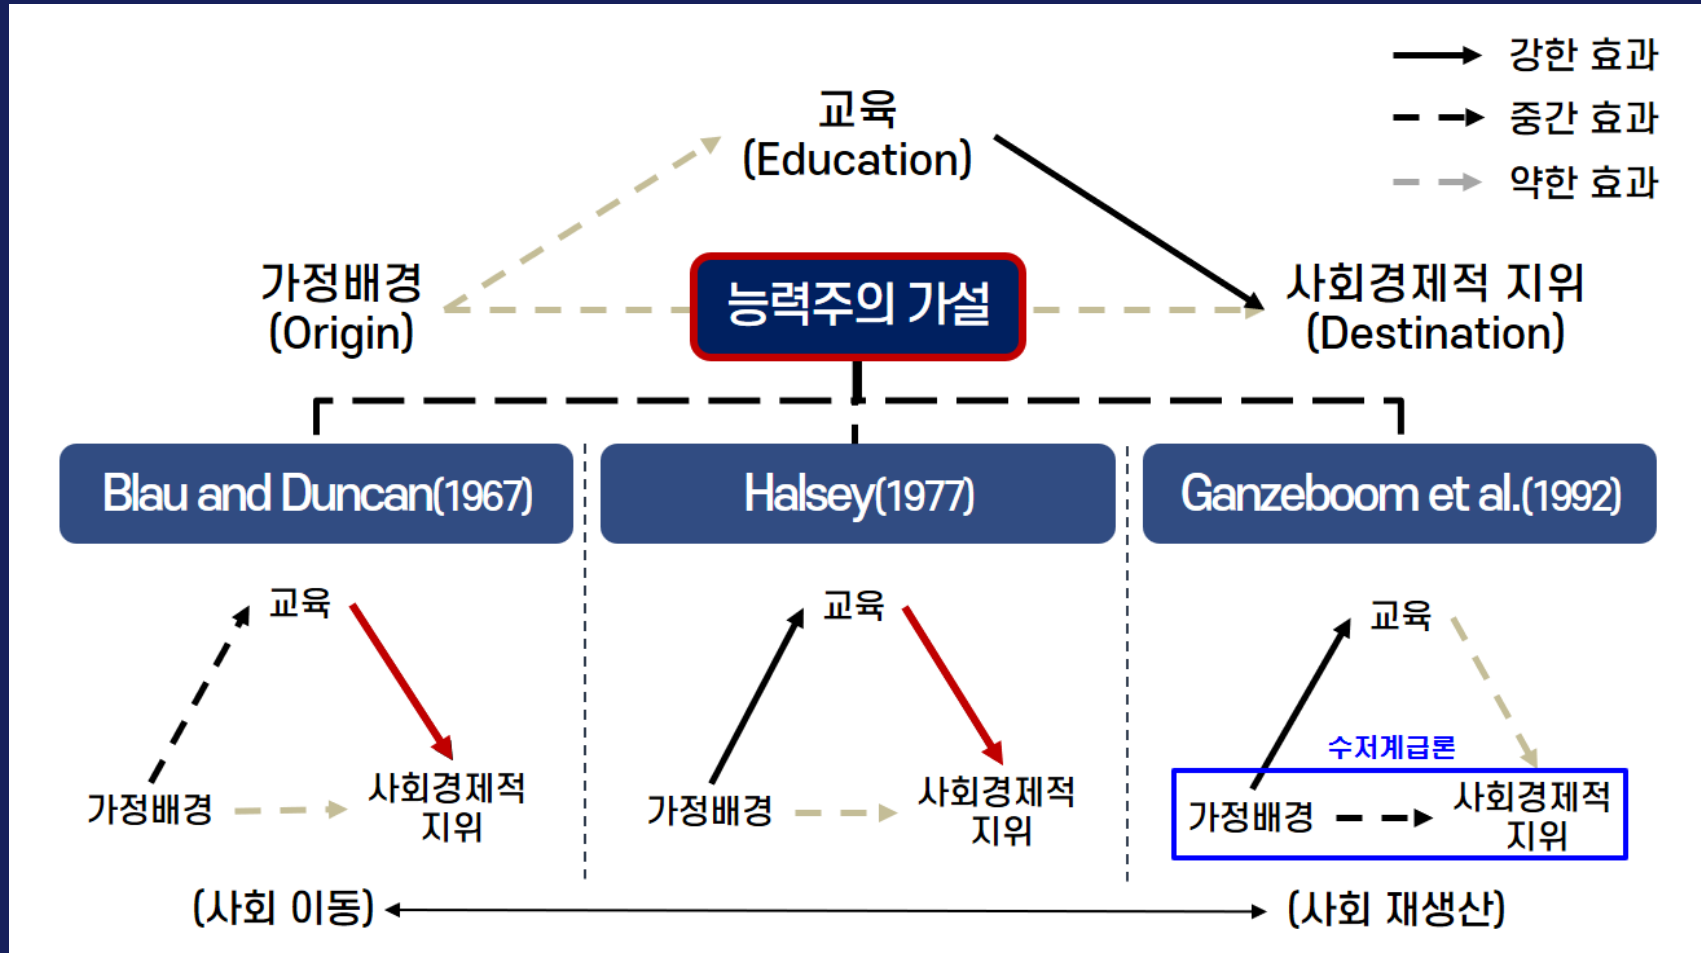 강한 효과
중간 효과
약한 효과
교육
(Education)
가정배경
(Origin)
능력주의 가설
사회경제적 지위
(Destination)
Blau and Duncan(1967)
Halsey(1977)
Ganzeboom et al.(1992)
교육
가정배경
사회경제적
지위
교육
가정배경
사회경제적
지위
교육
수저계급론
가정배경
사회경제적
지위
(사회 이동)
(사회 재생산)